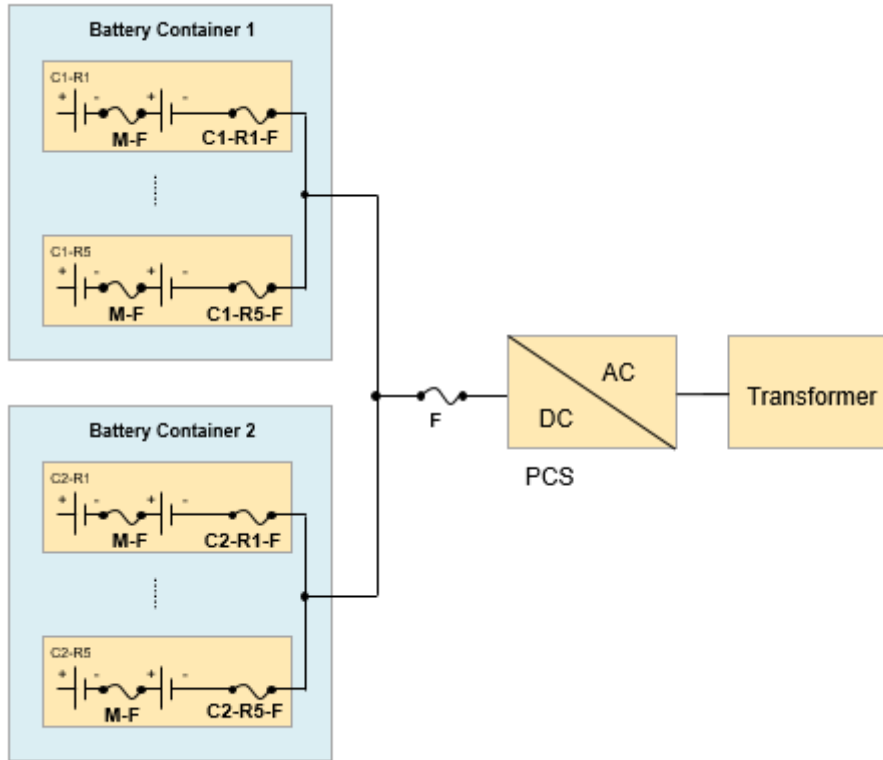 Battery Container 1
C1-R1
+ - + -
M-F C1-R1-F
C1-R5
+ - + -
M-F C1-R5-F
Battery Container 2
C2-R1
+ - + -
M-F C2-R1-F
C2-R5
+ - + -
M-F C2-R5-F
F
AC
DC
PCS
Transformer